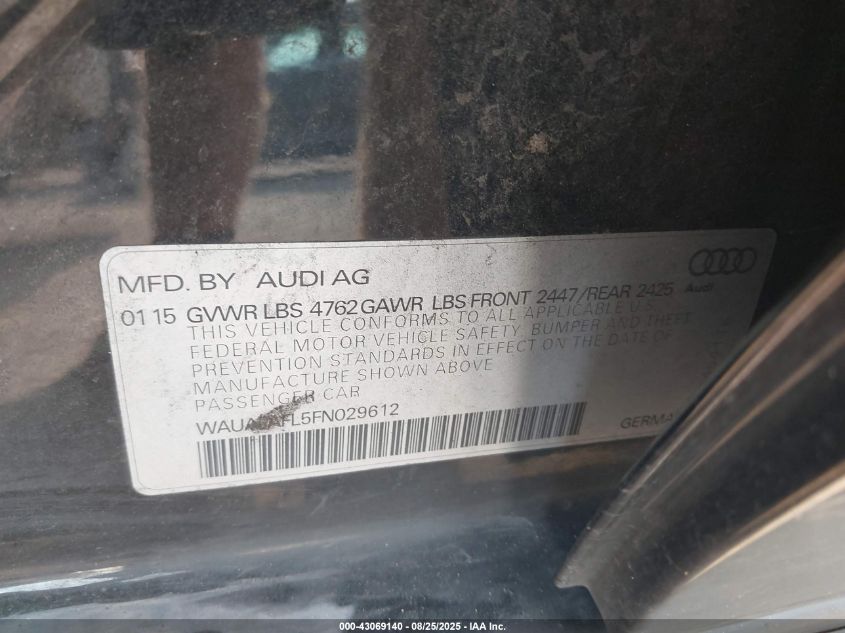 MFD. BY AUDI AG
01 15 GVWR LBS 4762 GAWR LBS FRONT 2447/REAR 2425 Audi
THIS VEHICLE CONFORMS TO ALL APPLICABLE U.S.
FEDERAL MOTOR VEHICLE SAFETY, BUMPER AND THEFT
PREVENTION STANDARDS IN EFFECT ON THE DATE OF
MANUFACTURE SHOWN ABOVE
PASSENGER CAR
000-43069140 - 08/25/2025 - IAA Inc.